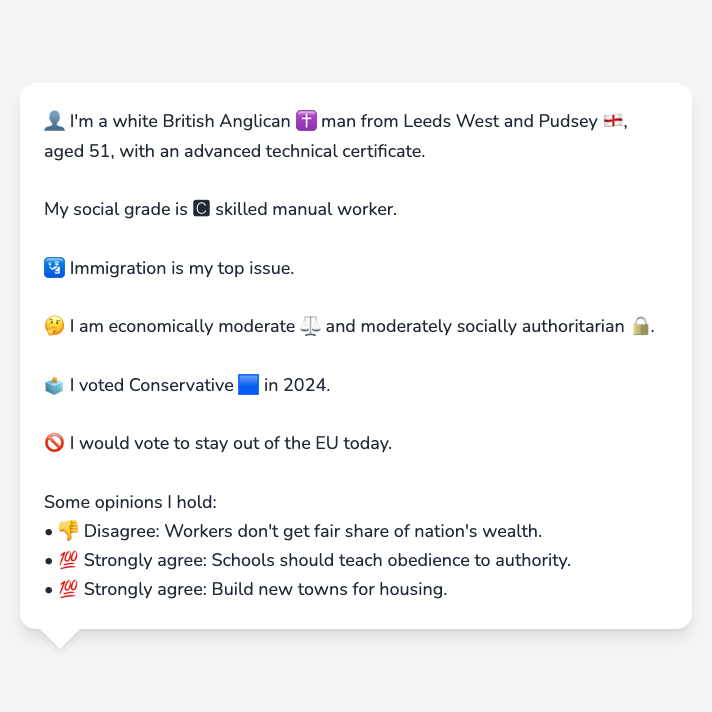 👤 I'm a white British Anglican ✝️ man from Leeds West and Pudsey 🏴󠁧󠁢󠁥󠁮󠁧󠁿,
aged 51, with an advanced technical certificate.
My social grade is 🅲 skilled manual worker.
🛂 Immigration is my top issue.
🤔 I am economically moderate ⚖️ and moderately socially authoritarian 🔒.
🗳️ I voted Conservative 🟦 in 2024.
🚫 I would vote to stay out of the EU today.
Some opinions I hold:
• 👎 Disagree: Workers don't get fair share of nation's wealth.
• 💯 Strongly agree: Schools should teach obedience to authority.
• 💯 Strongly agree: Build new towns for housing.